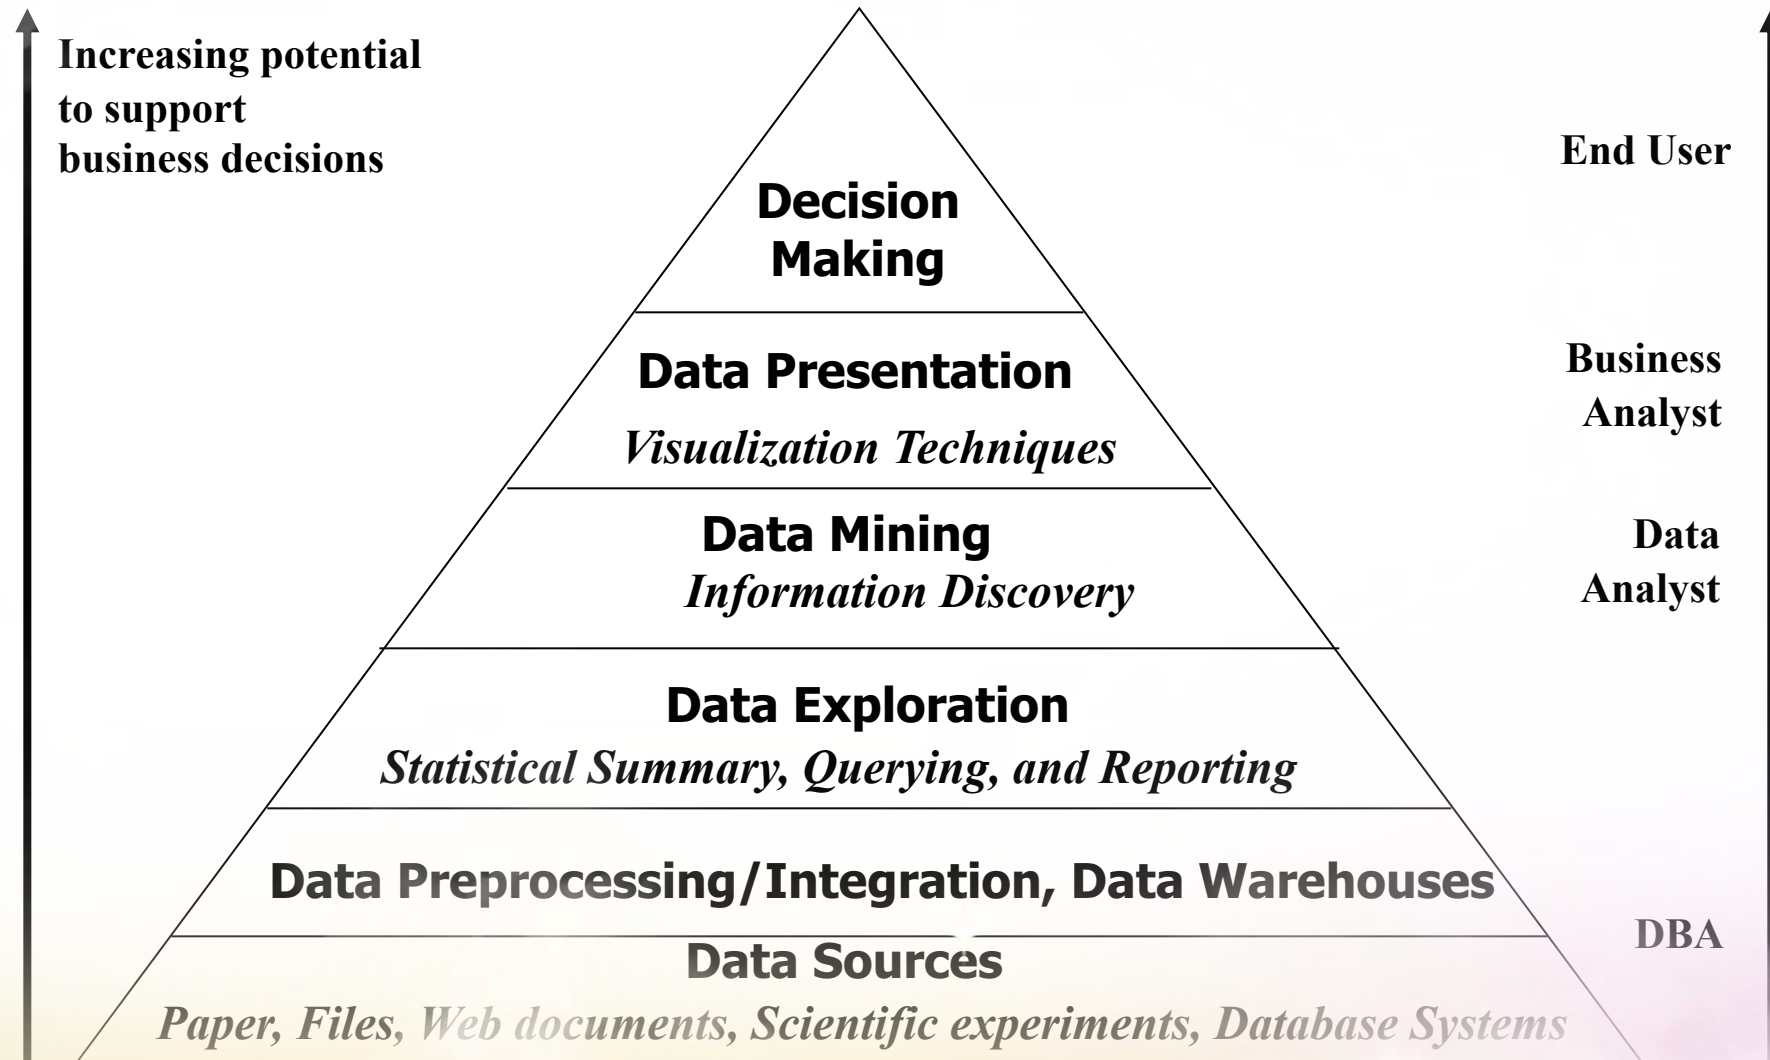 Increasing potential
to support
business decisions
End User
Decision
Making
Business
Analyst
Data Presentation
Visualization Techniques
Data
Analyst
Data Mining
Information Discovery
Data Exploration
Statistical Summary, Querying, and Reporting
Data Preprocessing/Integration, Data Warehouses
DBA
Data Sources
Paper, Files, Web documents, Scientific experiments, Database Systems